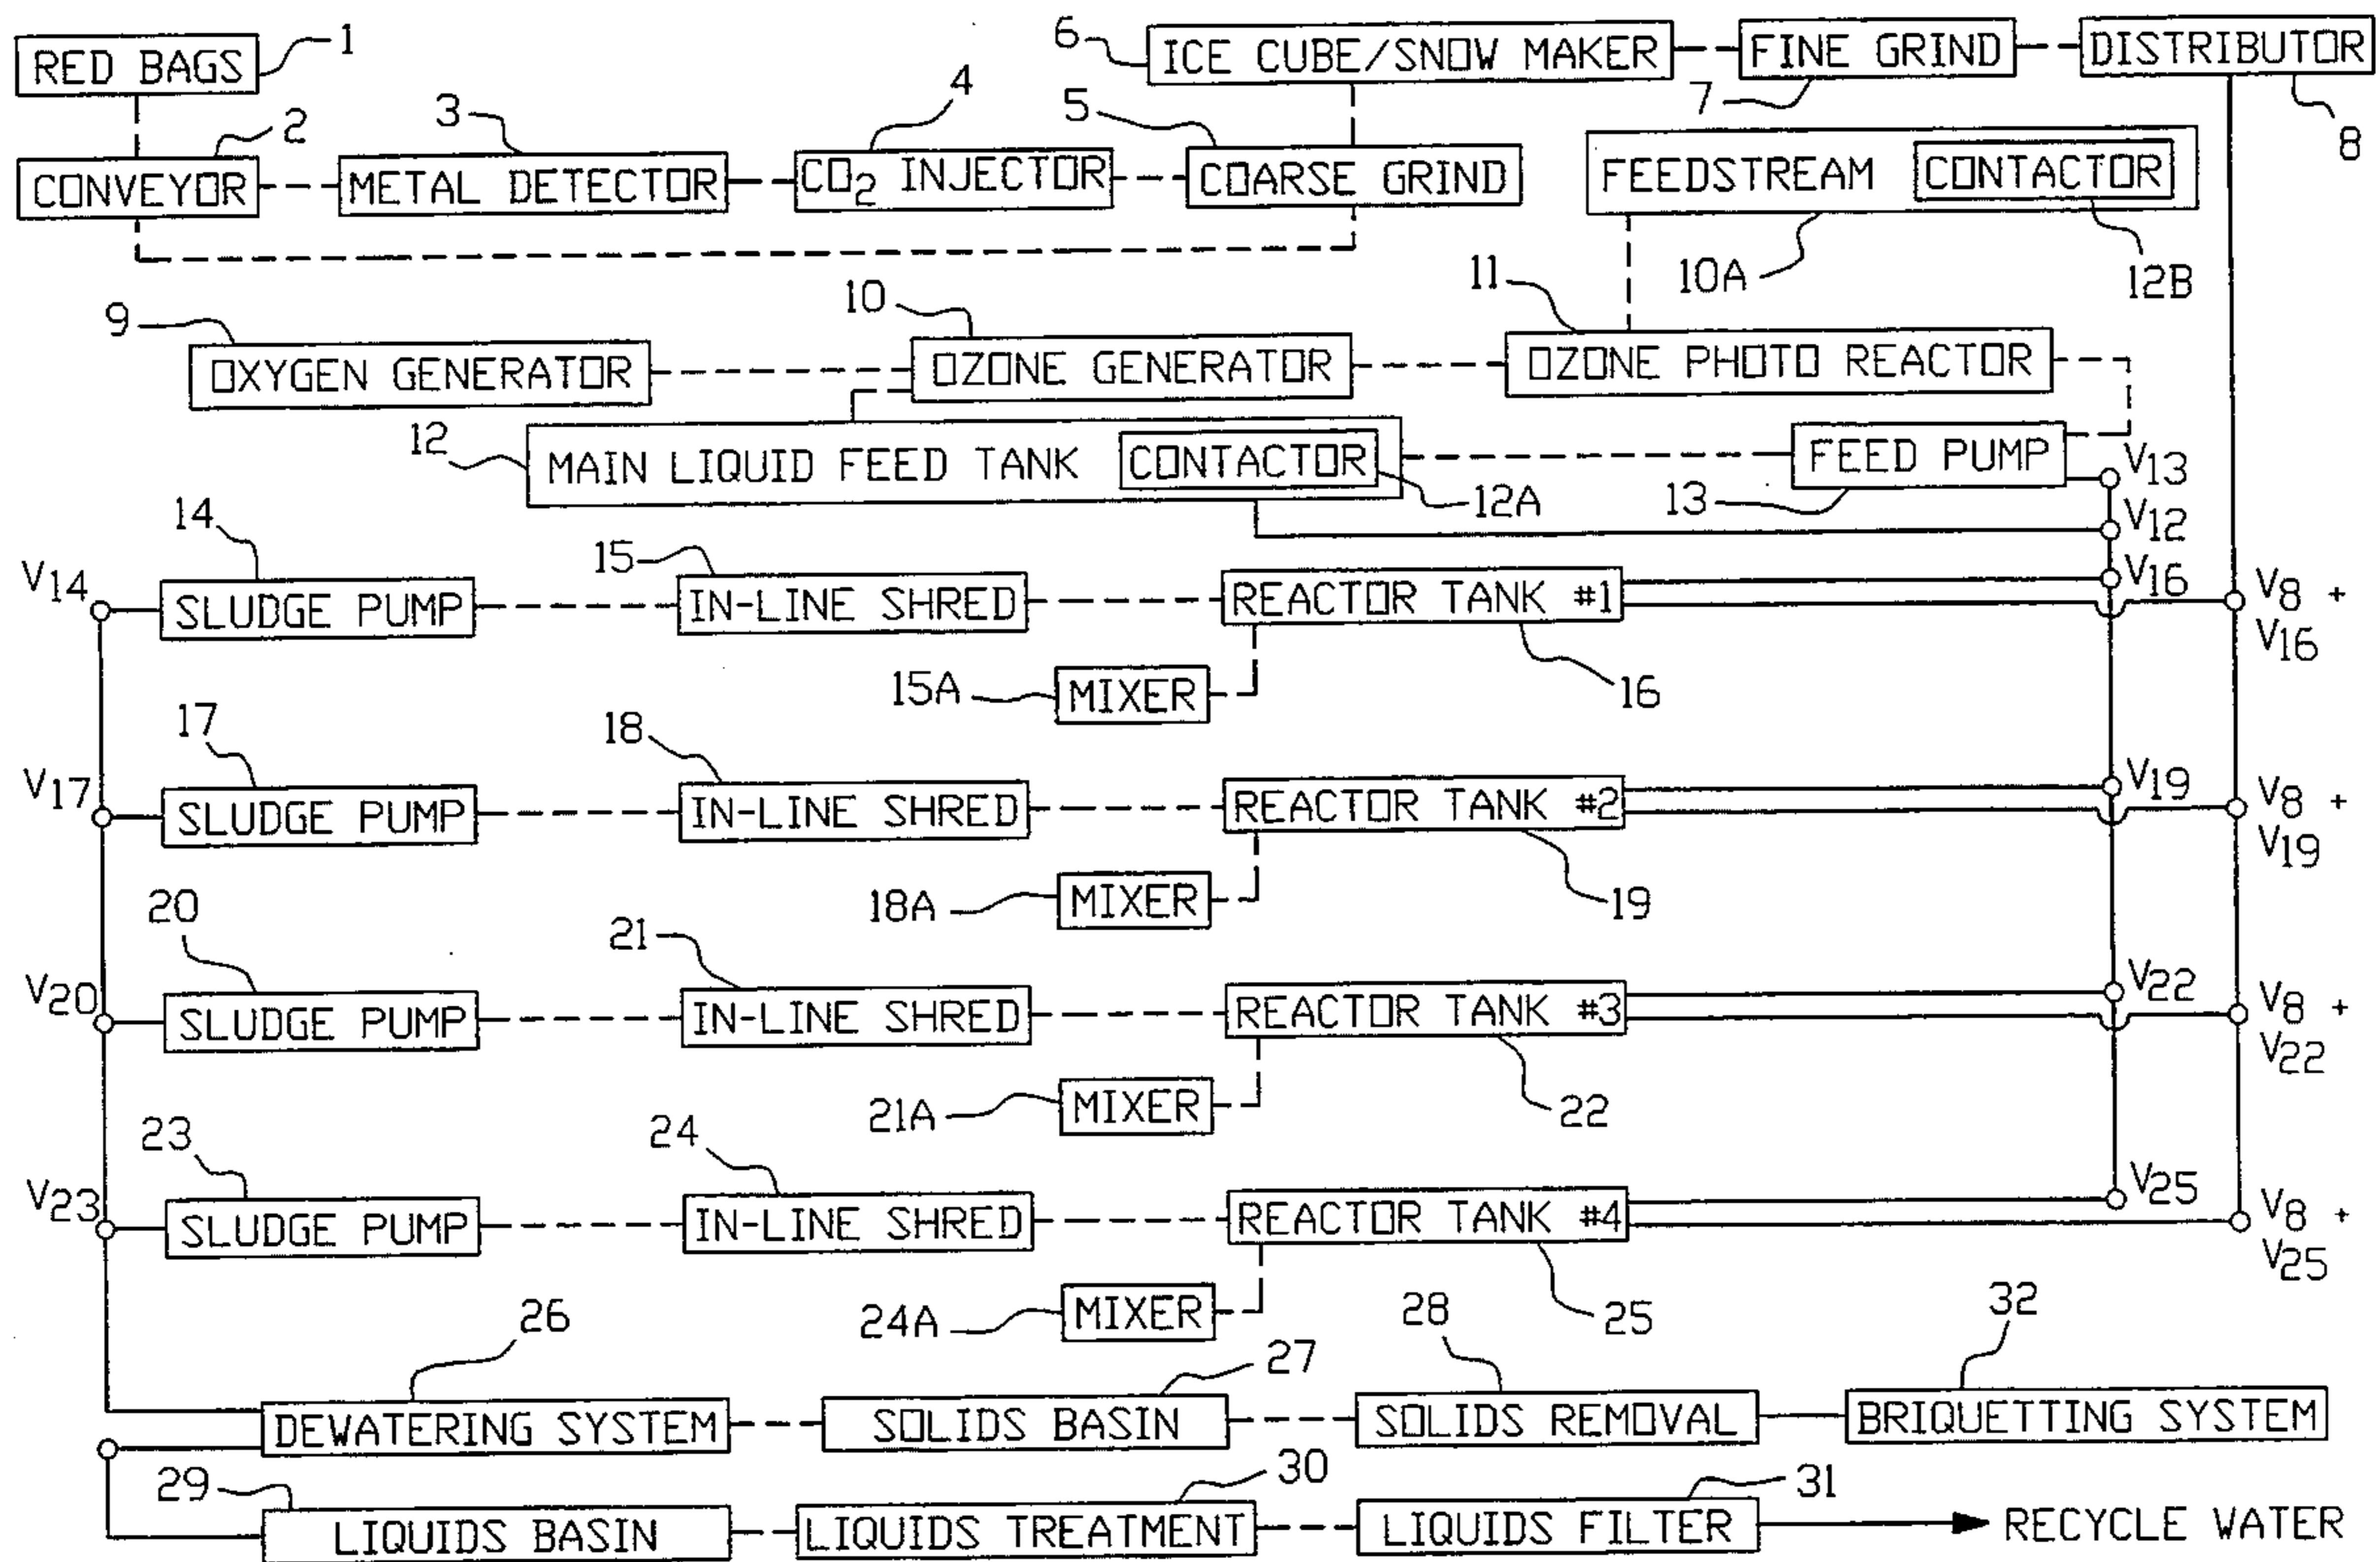 RED BAGS
1
6
ICE CUBE/SNOW MAKER
FINE GRIND
DISTRIBUTOR
2
3
4
5
7
8
CONVEYOR
METAL DETECTOR
CO2 INJECTOR
COARSE GRIND
FEEDSTREAM
CONTACTOR
10A
12B
9
10
11
OXYGEN GENERATOR
OZONE GENERATOR
OZONE PHOTO REACTOR
12
MAIN LIQUID FEED TANK
CONTACTOR
12A
FEED PUMP
13
V13
V12
14
15
V14
SLUDGE PUMP
IN-LINE SHRED
REACTOR TANK #1
V16
V8 +
V16
15A
MIXER
16
17
18
V17
SLUDGE PUMP
IN-LINE SHRED
REACTOR TANK #2
V19
V8 +
V19
18A
MIXER
19
20
21
V20
SLUDGE PUMP
IN-LINE SHRED
REACTOR TANK #3
V22
V8 +
V22
21A
MIXER
22
23
24
V23
SLUDGE PUMP
IN-LINE SHRED
REACTOR TANK #4
V25
V8 +
V25
24A
MIXER
25
26
27
28
32
DEWATERING SYSTEM
SOLIDS BASIN
SOLIDS REMOVAL
BRIQUETTING SYSTEM
29
30
31
LIQUIDS BASIN
LIQUIDS TREATMENT
LIQUIDS FILTER
RECYCLE WATER